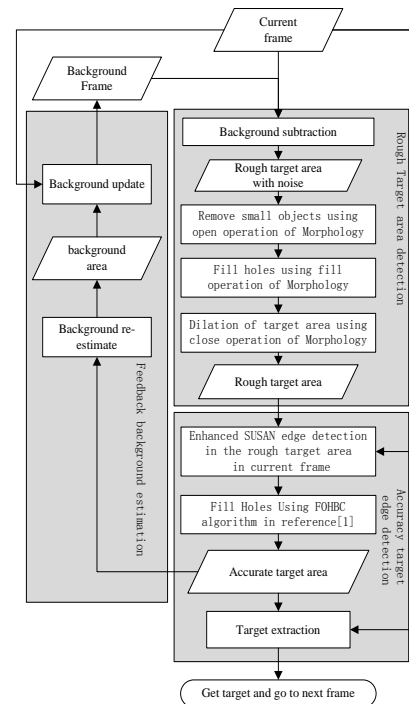 Current
frame
Background
Frame
Background subtraction
Rough target area
with noise
Remove small objects using
open operation of Morphology
Fill holes using fill
operation of Morphology
Dilation of target area using
close operation of Morphology
Rough target area
Rough Target area detection
Background update
background
area
Background re-
estimate
Feedback background estimation
Enhanced SUSAN edge detection
in the rough target area
in current frame
Fill Holes Using FOHBC
algorithm in reference[1]
Accurate target area
Target extraction
Accuracy target
edge detection
Get target and go to next frame